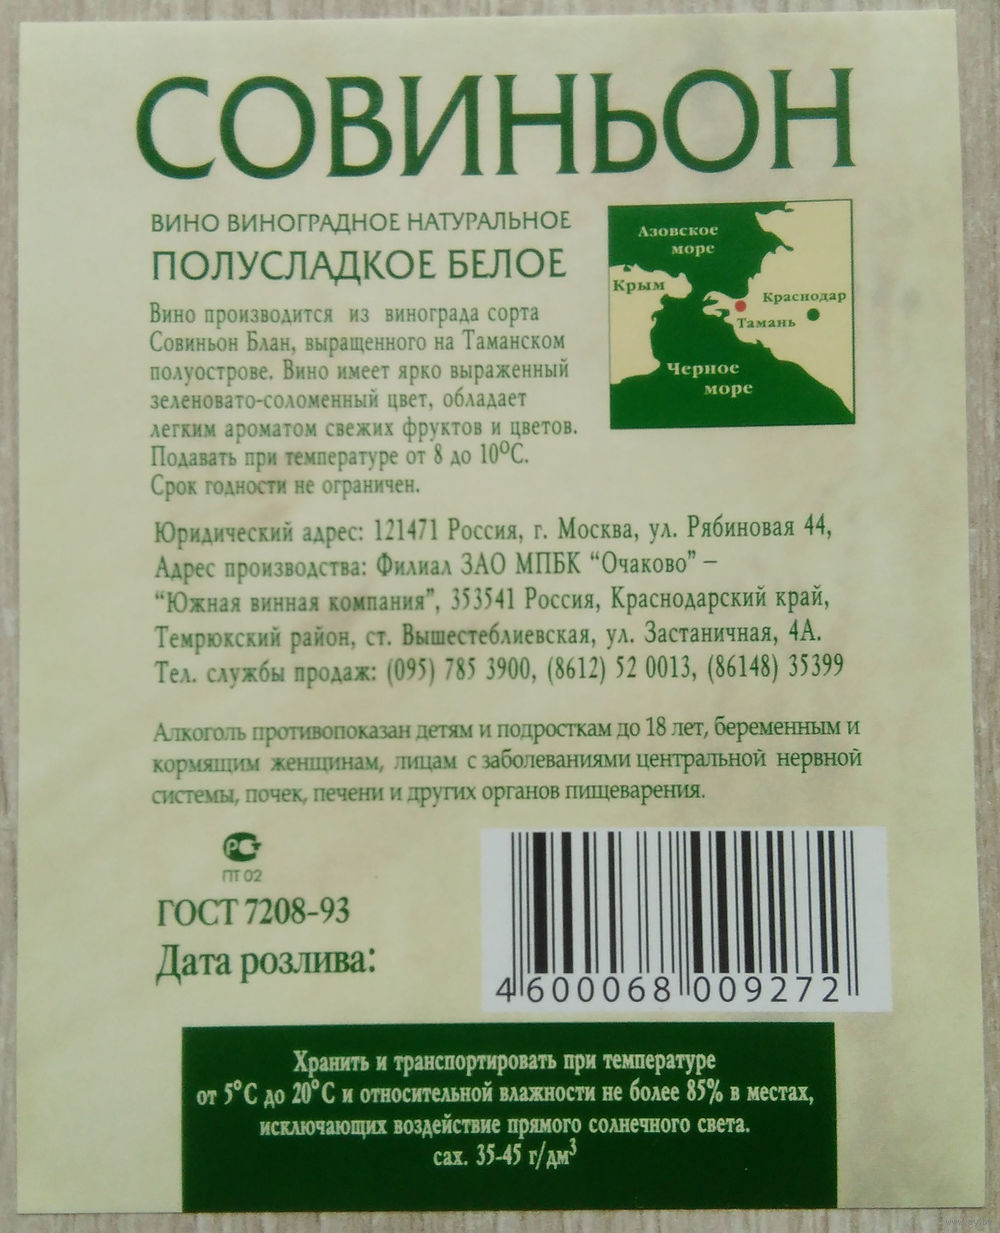 СОВИНЬОН
ВИНО ВИНОГРАДНОЕ НАТУРАЛЬНОЕ
ПОЛУСЛАДКОЕ БЕЛОЕ
Вино производится из винограда сорта
Совиньон Блан, выращенного на Таманском
полуострове. Вино имеет ярко выраженный
зеленовато-соломенный цвет, обладает
легким ароматом свежих фруктов и цветов.
Подавать при температуре от 8 до 10°С.
Срок годности не ограничен.
Азовское
море
Крым
Краснодар
Тамань
Черное
море
Юридический адрес: 121471 Россия, г. Москва, ул. Рябиновая 44,
Адрес производства: Филиал ЗАО МПБК “Очаково” –
“Южная винная компания”, 353541 Россия, Краснодарский край,
Темрюкский район, ст. Вышестеблиевская, ул. Застаничная, 4А.
Тел. службы продаж: (095) 785 3900, (8612) 52 0013, (86148) 35399
Алкоголь противопоказан детям и подросткам до 18 лет, беременным и
кормящим женщинам, лицам с заболеваниями центральной нервной
системы, почек, печени и других органов пищеварения.
РСТ
ПТ 02
ГОСТ 7208-93
Дата розлива:
4 600068 009272
Хранить и транспортировать при температуре
от 5°С до 20°С и относительной влажности не более 85% в местах,
исключающих воздействие прямого солнечного света.
сах. 35-45 г/дм³